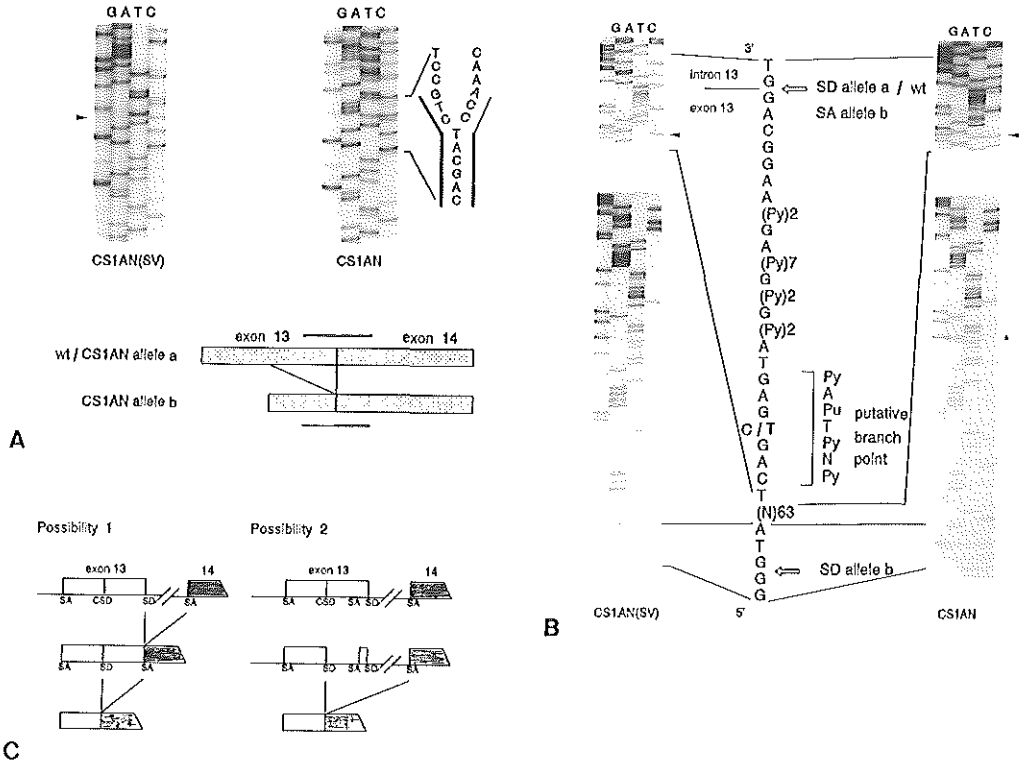 G A T C
G A T C
T C C G T C
C A A A C C
T
A
C
G
A
C
CS1AN(SV)
CS1AN
exon 13
exon 14
wt / CS1AN allele a
CS1AN allele b
A
G A T C
G A T C
3'
intron 13
exon 13
SD allele a / wt
SA allele b
T
G
G
A
C
G
G
A
A
(Py)2
G
A
(Py)7
G
(Py)2
G
(Py)2
A
T
G
A
G
C / T
G
A
C
T
(N)63
A
T
G
G
G
Py
A
Pu
T
Py
N
Py
putative
branch
point
SD allele b
5'
CS1AN(SV)
CS1AN
B
Possibility 1
exon 13
14
SA CSD SD SA
SA SD SA
Possibility 2
exon 13
14
SA CSD SA SD SA
SA SD SA SD SA
C